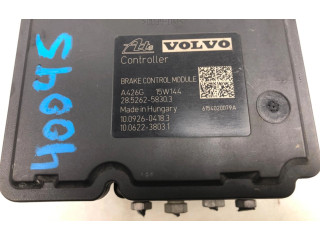 Ate VOLVO
Controller
BRAKE CONTROL MODULE
A426G 15W144
28.5262-5830.3
Made in Hungary
10.0926-0418.3
10.0622-3803.1
40045